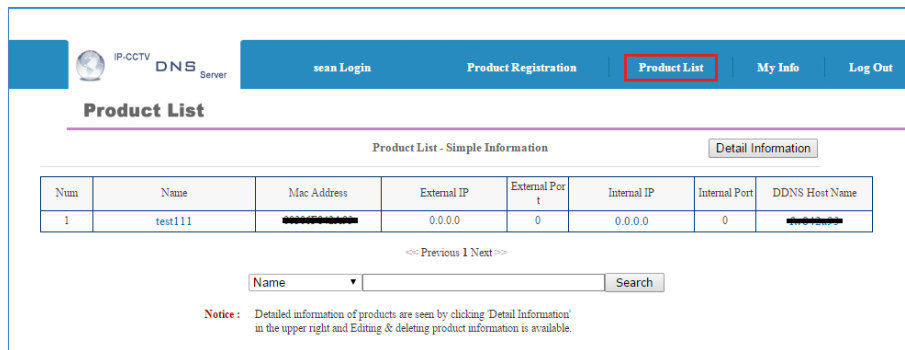 IP-CCTV DNS Server
sean Login Product Registration Product List My Info Log Out
Product List
Product List - Simple Information Detail Information
Num Name Mac Address External IP External Por
t Internal IP Internal Port DDNS Host Name
1 test111 0.0.0.0 0 0.0.0.0 0
<< Previous 1 Next >>
Name Search
Notice : Detailed information of products are seen by clicking 'Detail Information'
in the upper right and Editing & deleting product information is available.